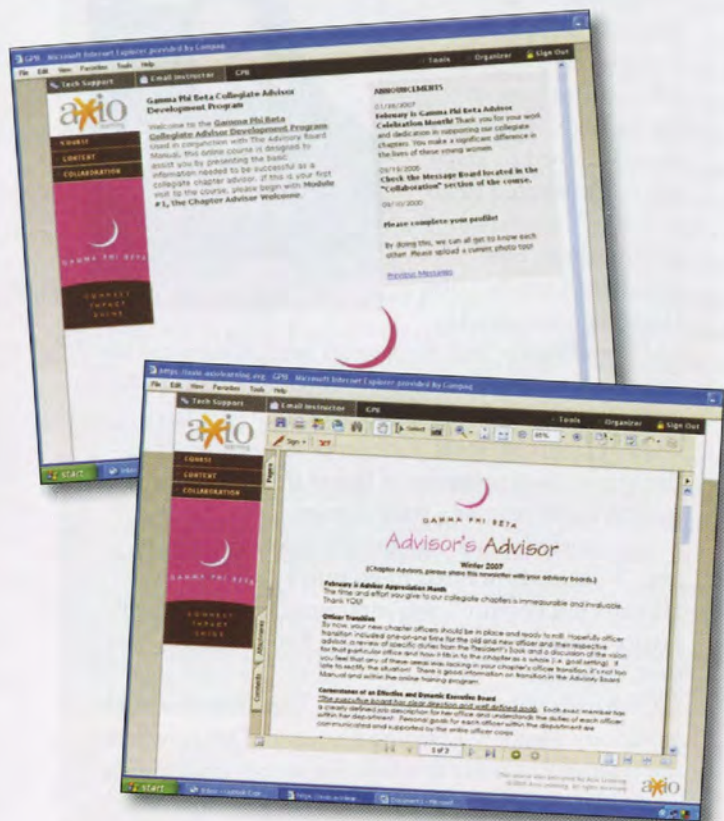 GPB - Microsoft Internet Explorer provided by Compaq
File Edit View Favorites Tools Help
Tech Support Email Instructor GPB Tools Organizer Sign Out
axio
learning
COURSE
CONTENT
COLLABORATION
GAMMA PHI BETA
CONNECT
IMPACT
SHINE
Gamma Phi Beta Collegiate Advisor
Development Program
Welcome to the Gamma Phi Beta
Collegiate Advisor Development Program.
Used in conjunction with The Advisory Board
Manual, this online course is designed to
assist you by presenting the basic
information needed to be successful as a
collegiate chapter advisor. If this is your first
visit to the course, please begin with Module
#1, the Chapter Advisor Welcome.
ANNOUNCEMENTS
2007
February is Gamma Phi Beta Advisor
Celebration Month! Thank you for your work
and dedication in supporting our collegiate
chapters. You make a significant difference in
the lives of these young women.
Check the Message Board located in the
"Collaboration" section of the course.
Please complete your profile!
By doing this, we can all get to know each
other. Please upload a current photo too!
Previous Messages
start
GPB - Microsoft Internet Explorer provided by Compaq
File Edit View Favorites Tools Help
Tech Support Email Instructor GPB Tools Organizer Sign Out
axio
learning
COURSE
CONTENT
COLLABORATION
GAMMA PHI BETA
CONNECT
IMPACT
SHINE
Select 85%
Sign
Pages
Attachments
Contents
GAMMA PHI BETA
Advisor's Advisor
Winter 2007
(Chapter Advisors, please share this newsletter with your advisory boards.)
February is Advisor Appreciation Month
The time and effort you give to our collegiate chapters is immeasurable and invaluable.
Thank YOU!
Officer Transition
By now, your new chapter officers should be in place and ready to roll! Hopefully officer
transition included one-on-one time for the old and new officer and then respective
advisor, a review of specific duties from the President's Book and a discussion of the vision
for that particular office and how it fits in to the chapter as a whole (i.e. goal setting). If
you feel that any of these areas was lacking in your chapter's officer transition, it's not too
late to rectify the situation! There is good information on transition in the Advisory Board
Manual and within the online training program.
Cornerstones of an Effective and Dynamic Executive Board
"The executive board has clear direction and well defined goals. Each exec member has
a clearly defined job description for her office and understands the duties of each officer
within her department. Personal goals for each officer within the department are
communicated and supported by the entire officer corps.
1 of 3
axio
start